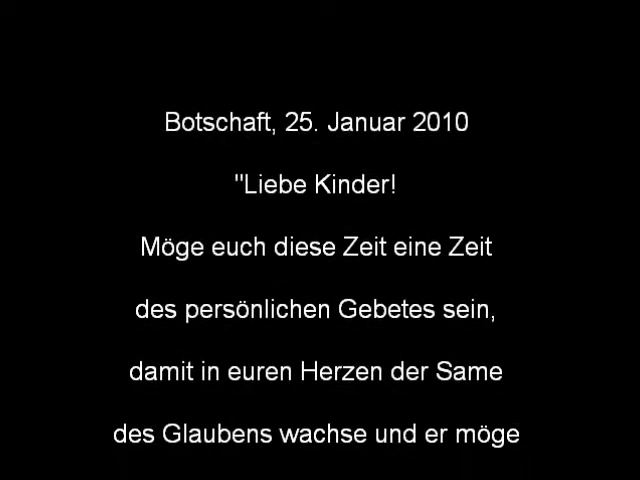 Botschaft, 25. Januar 2010
"Liebe Kinder!
Möge euch diese Zeit eine Zeit
des persönlichen Gebetes sein,
damit in euren Herzen der Same
des Glaubens wachse und er möge